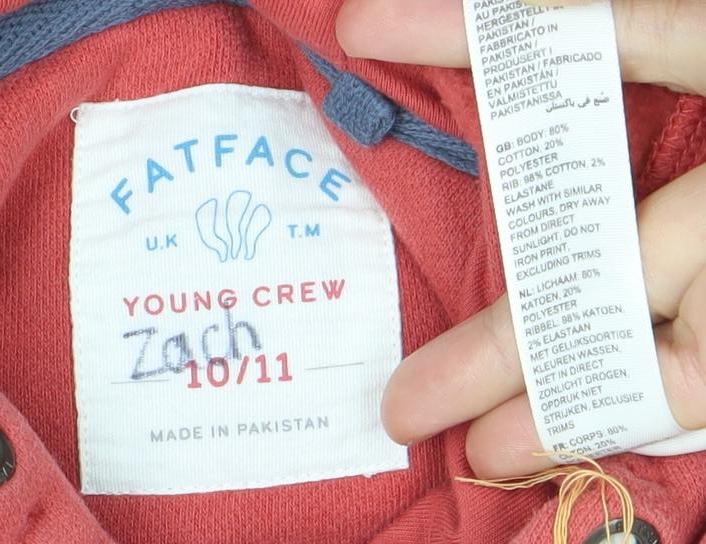 FATFACE
U.K T.M
YOUNG CREW
Zach
10/11
MADE IN PAKISTAN
AU PAKISTAN /
HERGESTELLT IN
PAKISTAN /
FABBRICATO IN
PAKISTAN /
PRODUSERT I
PAKISTAN / FABRICADO
EN PAKISTÁN /
VALMISTETTU
PAKISTANISSA
صُنع في باكستان
GB: BODY: 80%
COTTON, 20%
POLYESTER
RIB: 98% COTTON, 2%
ELASTANE
WASH WITH SIMILAR
COLOURS, DRY AWAY
FROM DIRECT
SUNLIGHT, DO NOT
IRON PRINT,
EXCLUDING TRIMS
NL: LICHAAM: 80%
KATOEN, 20%
POLYESTER
RIBBEL: 98% KATOEN,
2% ELASTAAN
MET GELIJKSOORTIGE
KLEUREN WASSEN,
NIET IN DIRECT
ZONLICHT DROGEN,
OPDRUK NIET
STRIJKEN, EXCLUSIEF
TRIMS
FR: CORPS: 80%
COTON, 20%